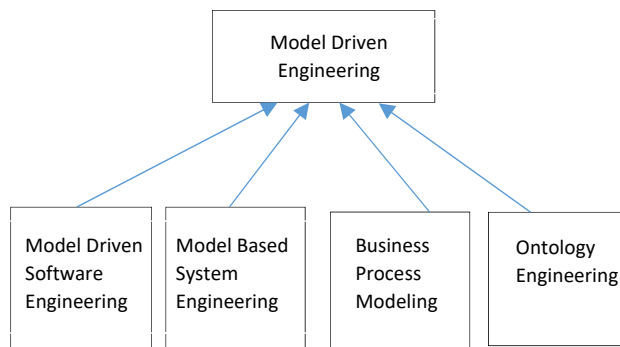 Model Driven
Engineering
Model Driven
Software
Engineering
Model Based
System
Engineering
Business
Process
Modeling
Ontology
Engineering